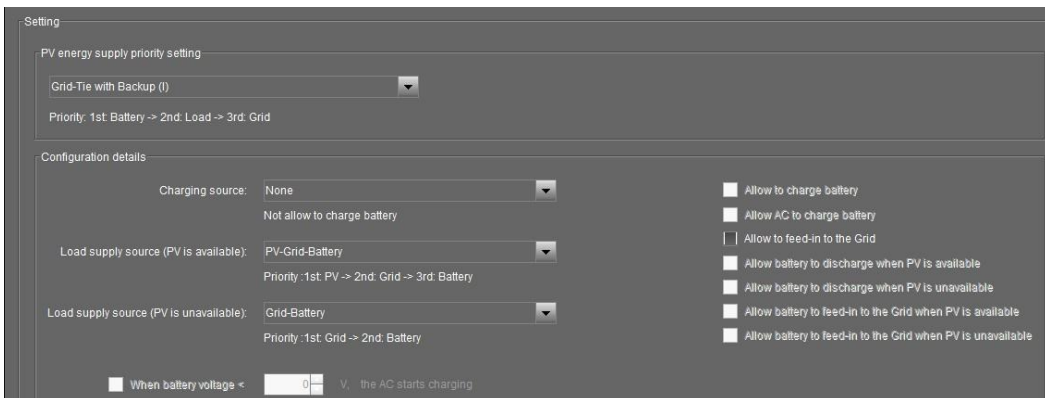 Setting
PV energy supply priority setting
Grid-Tie with Backup (I)
Priority: 1st: Battery -> 2nd: Load -> 3rd: Grid
Configuration details
Charging source: None
Not allow to charge battery
Load supply source (PV is available): PV-Grid-Battery
Priority :1st: PV -> 2nd: Grid -> 3rd: Battery
Load supply source (PV is unavailable): Grid-Battery
Priority :1st: Grid -> 2nd: Battery
When battery voltage < 0 V, the AC starts charging
Allow to charge battery
Allow AC to charge battery
Allow to feed-in to the Grid
Allow battery to discharge when PV is available
Allow battery to discharge when PV is unavailable
Allow battery to feed-in to the Grid when PV is available
Allow battery to feed-in to the Grid when PV is unavailable